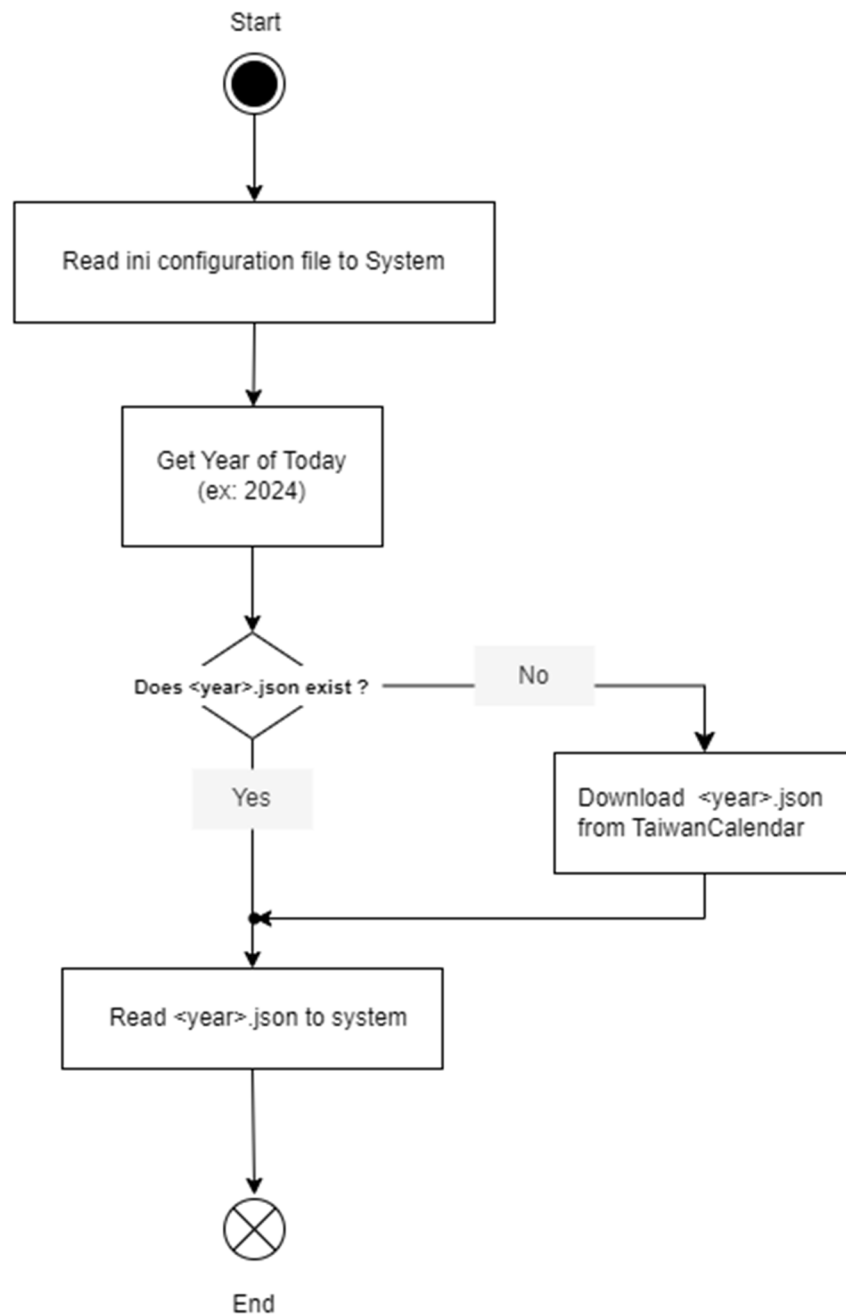 Start
Read ini configuration file to System
Get Year of Today
(ex: 2024)
Does <year>.json exist ?
No
Yes
Download  <year>.json
from TaiwanCalendar
Read <year>.json to system
End